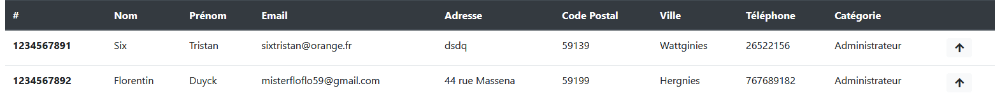 # Nom Prénom Email Adresse Code Postal Ville Téléphone Catégorie
1234567891 Six Tristan sixtristan@orange.fr dsdq 59139 Wattginies 26522156 Administrateur
1234567892 Florentin Duyck misterfloflo59@gmail.com 44 rue Massena 59199 Hergnies 767689182 Administrateur